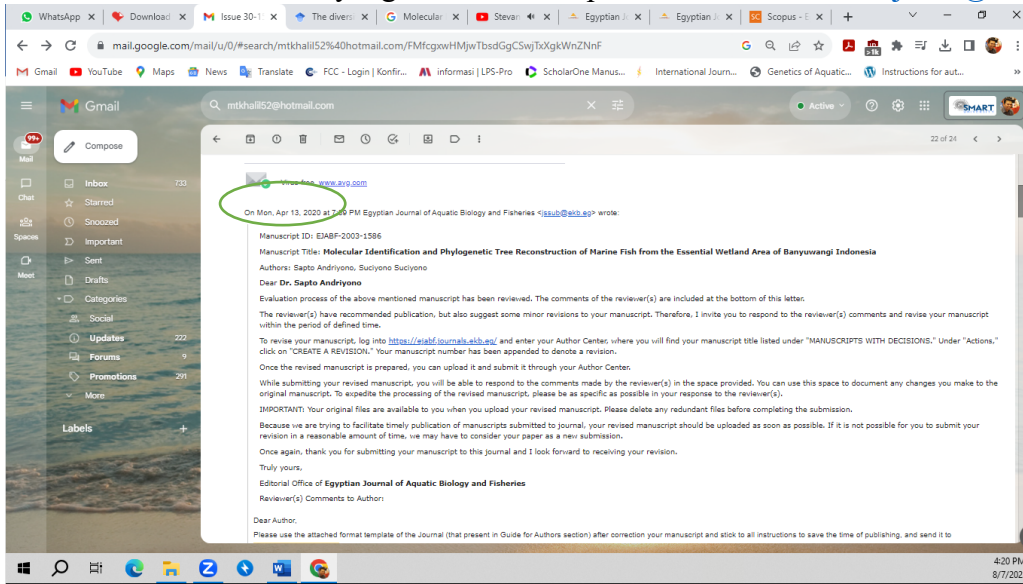 WhatsApp
Download
Issue 30-1
The divers
Molecular
Stevan
Egyptian J
Egyptian J
Scopus - E
mail.google.com/mail/u/0/#search/mtkhalil52%40hotmail.com/FMfcgxwHMjwTbsdGgCSwjTxXgkWnZNnF
Gmail YouTube Maps News Translate FCC - Login | Konfir... informasi | LPS-Pro ScholarOne Manus... International Journ... Genetics of Aquatic... Instructions for aut... »
Gmail
mtkhalil52@hotmail.com
Active
SMART
99+
Mail
Chat
Spaces
Meet
Compose
22 of 24
Inbox 733
Starred
Snoozed
Important
Sent
Drafts
Categories
Social
Updates 222
Forums 9
Promotions 291
More
Labels +
Virus-free. www.avg.com
On Mon, Apr 13, 2020 at 7:09 PM Egyptian Journal of Aquatic Biology and Fisheries <jssub@ekb.eg> wrote:
Manuscript ID: EJABF-2003-1586
Manuscript Title: Molecular Identification and Phylogenetic Tree Reconstruction of Marine Fish from the Essential Wetland Area of Banyuwangi Indonesia
Authors: Sapto Andriyono, Suciyono Suciyono
Dear Dr. Sapto Andriyono
Evaluation process of the above mentioned manuscript has been reviewed. The comments of the reviewer(s) are included at the bottom of this letter.
The reviewer(s) have recommended publication, but also suggest some minor revisions to your manuscript. Therefore, I invite you to respond to the reviewer(s) comments and revise your manuscript
within the period of defined time.
To revise your manuscript, log into https://ejabf.journals.ekb.eg/ and enter your Author Center, where you will find your manuscript title listed under "MANUSCRIPTS WITH DECISIONS." Under "Actions,"
click on "CREATE A REVISION." Your manuscript number has been appended to denote a revision.
Once the revised manuscript is prepared, you can upload it and submit it through your Author Center.
While submitting your revised manuscript, you will be able to respond to the comments made by the reviewer(s) in the space provided. You can use this space to document any changes you make to the
original manuscript. To expedite the processing of the revised manuscript, please be as specific as possible in your response to the reviewer(s).
IMPORTANT: Your original files are available to you when you upload your revised manuscript. Please delete any redundant files before completing the submission.
Because we are trying to facilitate timely publication of manuscripts submitted to journal, your revised manuscript should be uploaded as soon as possible. If it is not possible for you to submit your
revision in a reasonable amount of time, we may have to consider your paper as a new submission.
Once again, thank you for submitting your manuscript to this journal and I look forward to receiving your revision.
Truly yours,
Editorial Office of Egyptian Journal of Aquatic Biology and Fisheries
Reviewer(s) Comments to Author:
Dear Author,
Please use the attached format template of the Journal (that present in Guide for Authors section) after correction your manuscript and stick to all instructions to save the time of publishing, and send it to
4:20 PM
8/7/202